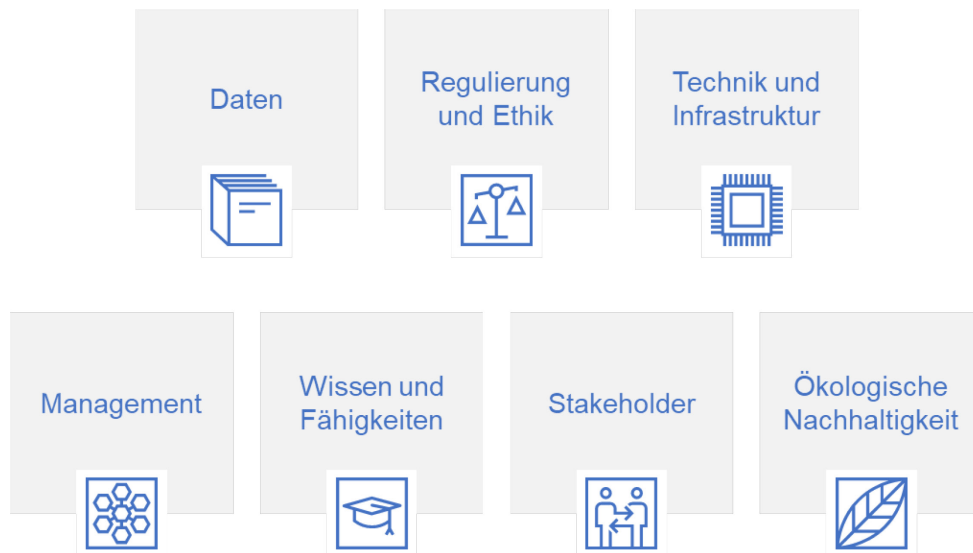 Daten
Regulierung
und Ethik
Technik und
Infrastruktur
Management
Wissen und
Fähigkeiten
Stakeholder
Ökologische
Nachhaltigkeit